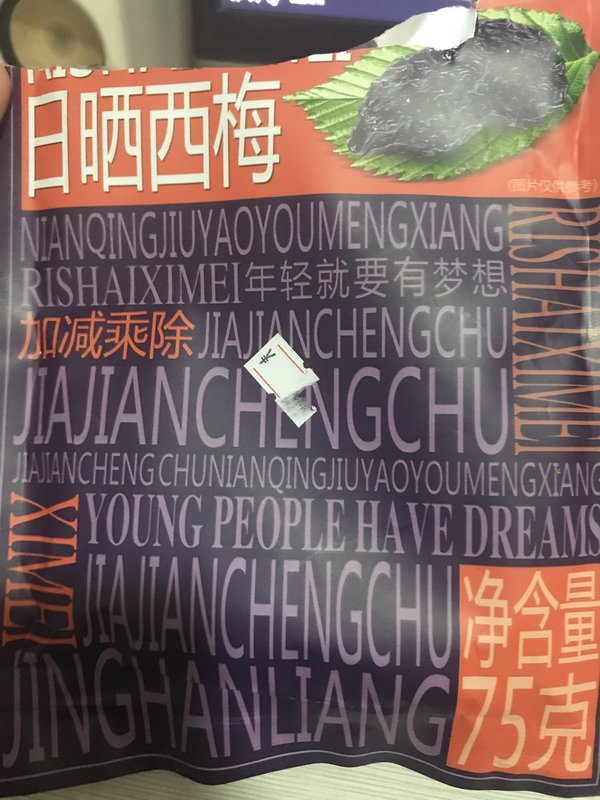 日晒西梅
(图片仅供参考)
NIANQINGJIUYAOYOUMENGXIANG
RISHAIXIMEI年轻就要有梦想
RISHAIXIMEI
加减乘除 JIAJIANCHENGCHU
¥
JIAJIANCHENGCHU
JIAJIANCHENGCHUNIANQINGJIUYAOYOUMENGXIANG
XIMEI
YOUNG PEOPLE HAVE DREAMS
JIAJIANCHENGCHU
净含量
75克
JINGHANLIANG